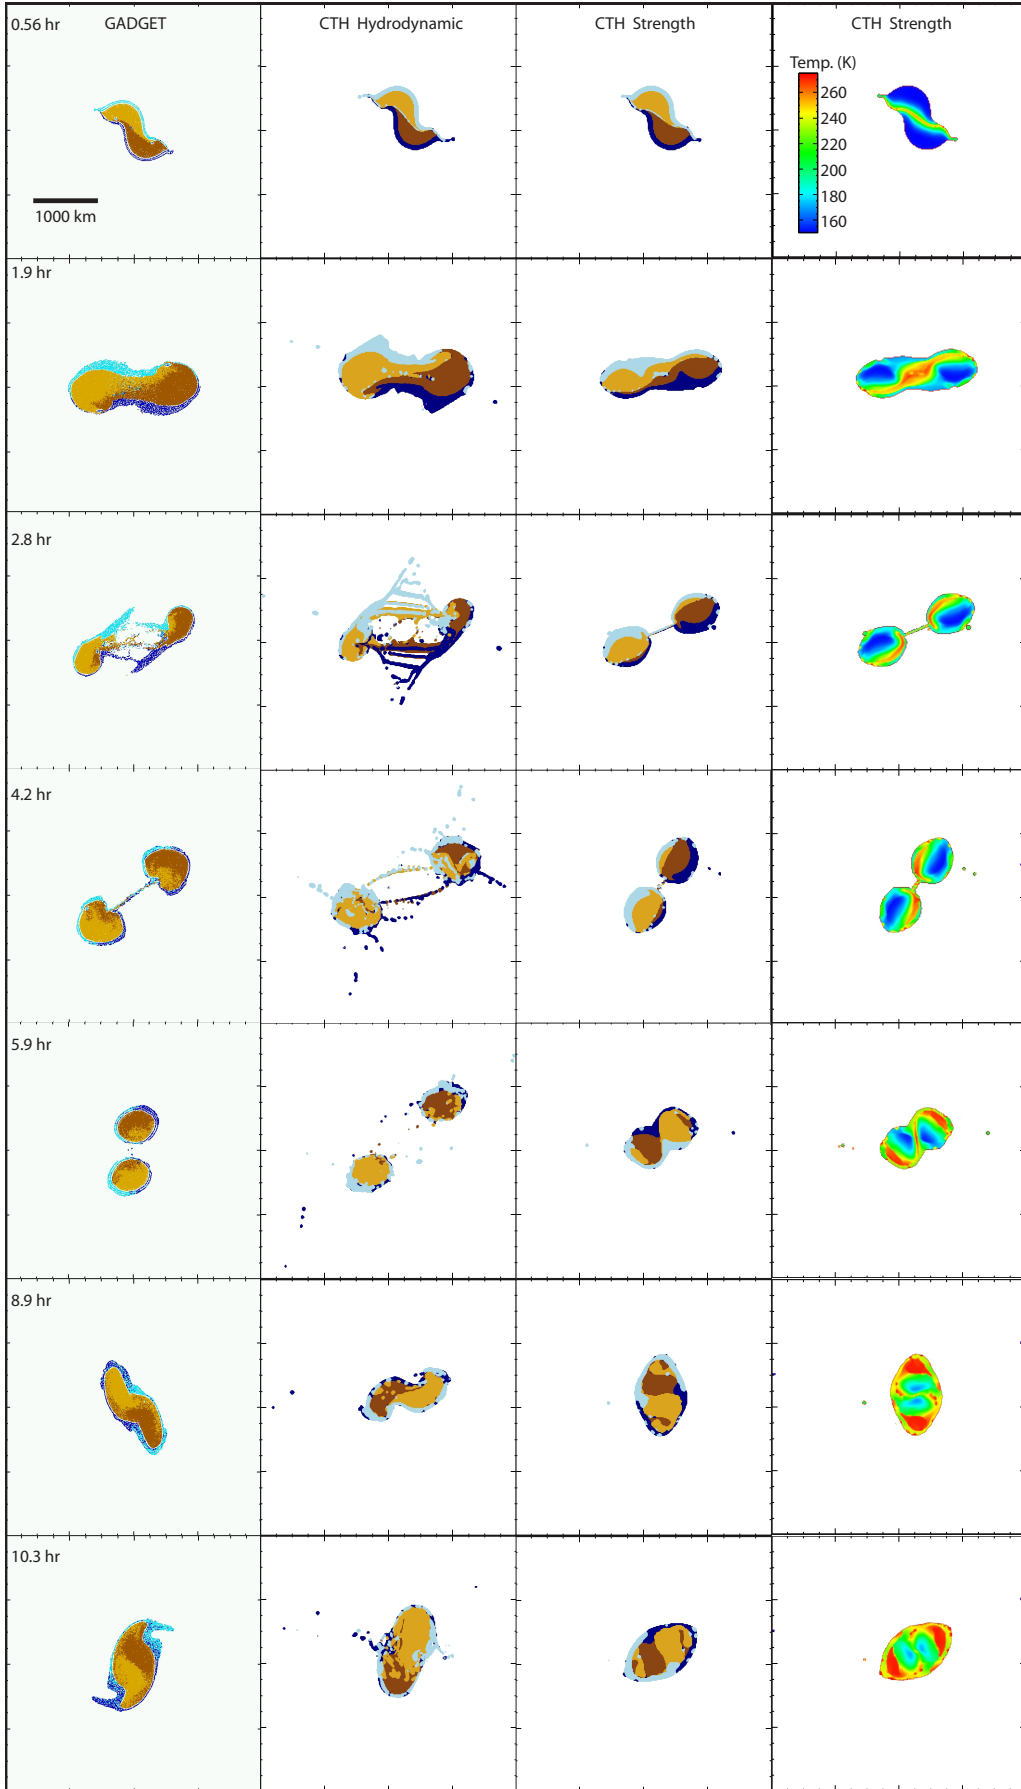 0.56 hr GADGET CTH Hydrodynamic CTH Strength CTH Strength
Temp. (K)
260
240
220
200
180
160
1000 km
1.9 hr
2.8 hr
4.2 hr
5.9 hr
8.9 hr
10.3 hr